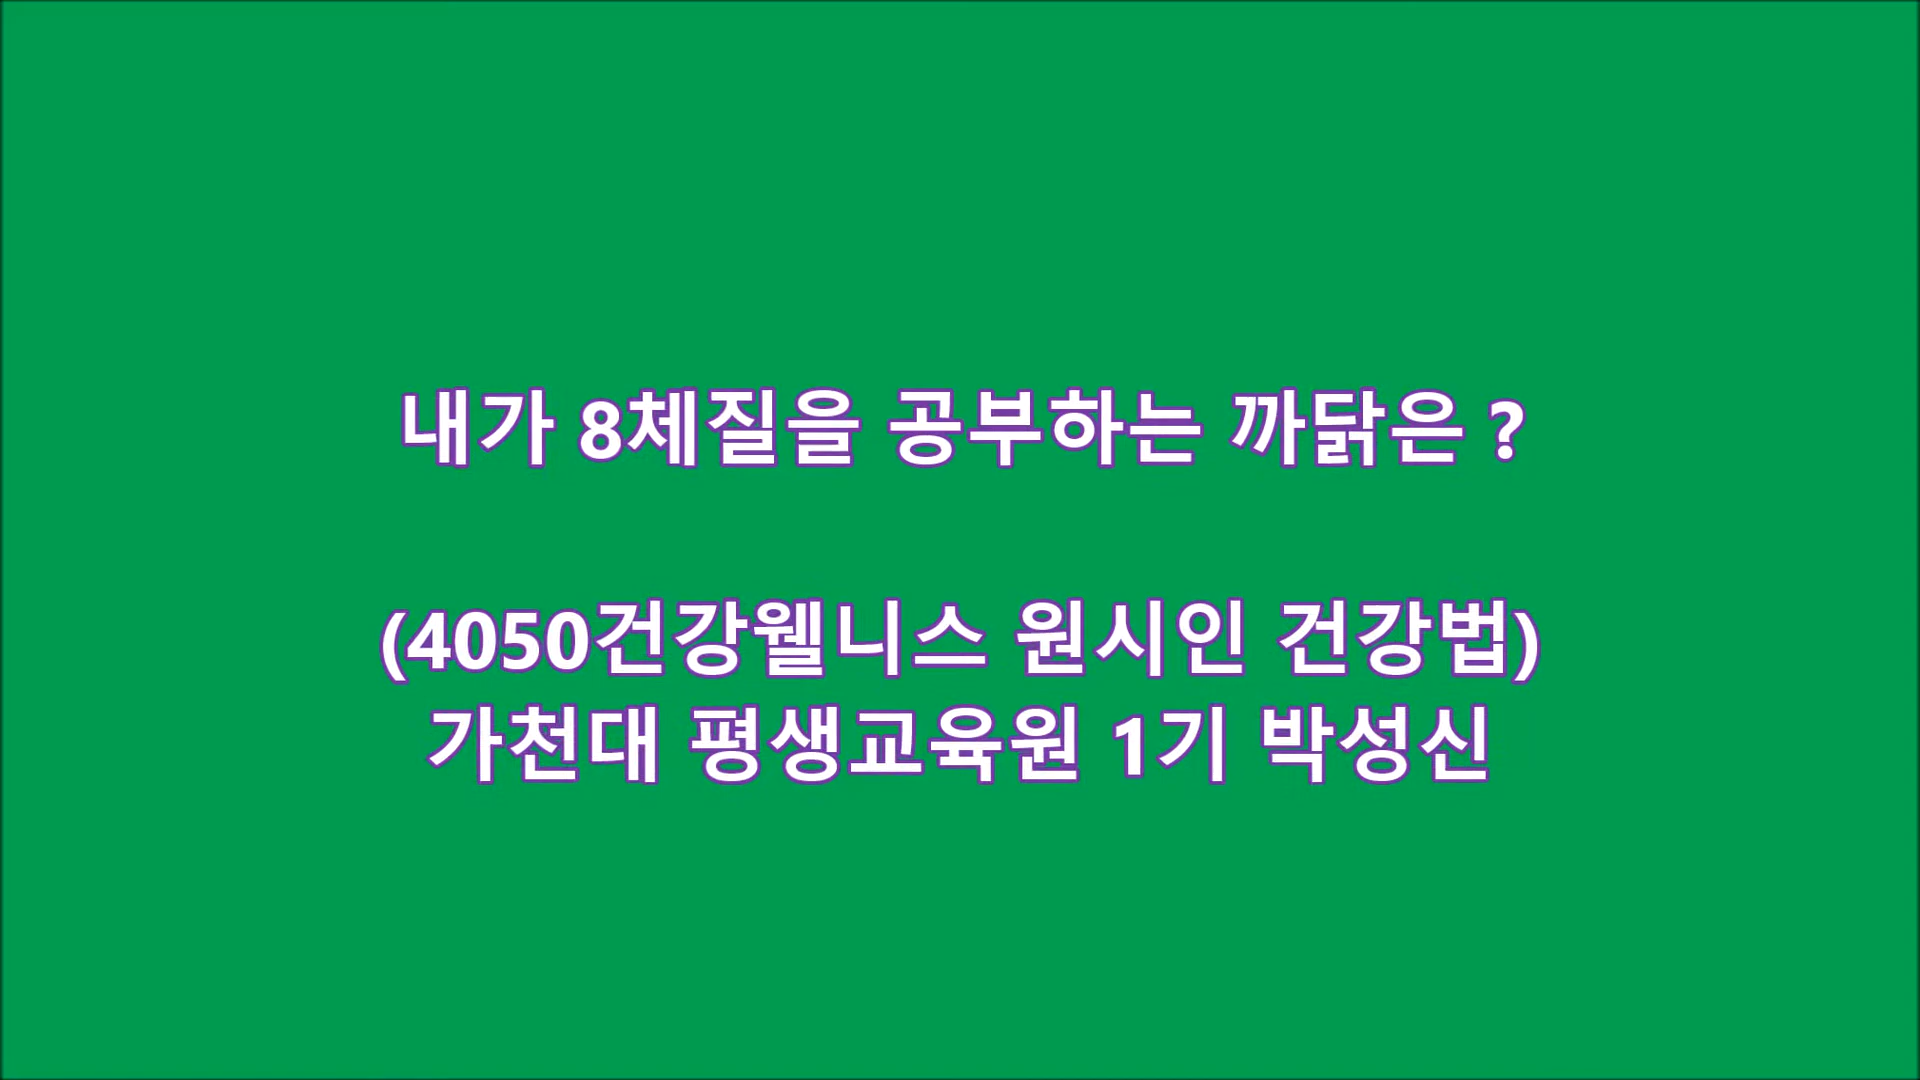 내가 8체질을 공부하는 까닭은 ?
(4050건강웰니스 원시인 건강법)
가천대 평생교육원 1기 박성신